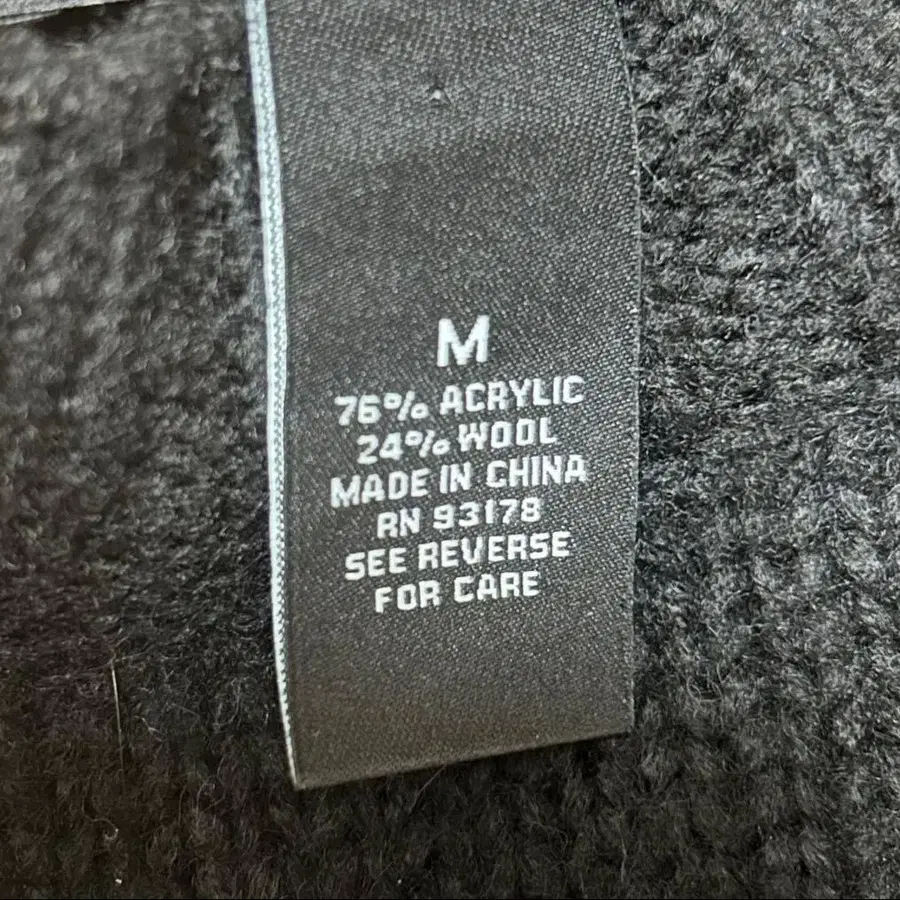 M
76% ACRYLIC
24% WOOL
MADE IN CHINA
RN 93178
SEE REVERSE
FOR CARE